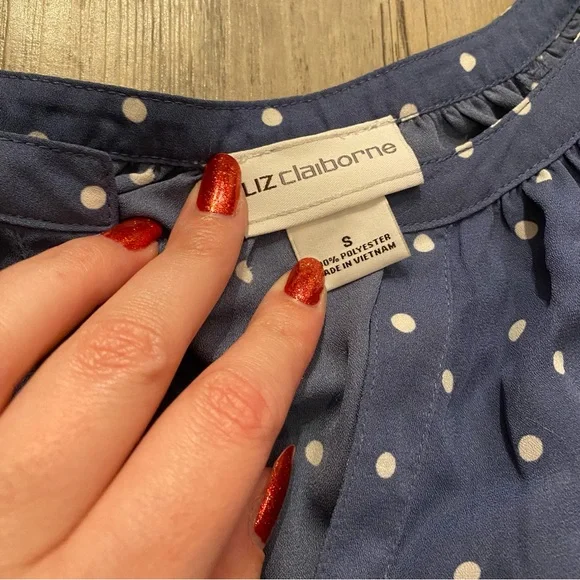 LIZ claiborne
S
0% POLYESTER
ADE IN VIETNAM